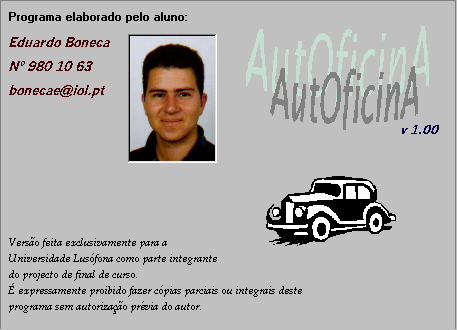 Programa elaborado pelo aluno:
Eduardo Boneca
Nº 980 10 63
bonecae@iol.pt
AutOficinA
AutOficinA
v 1.00
Versão feita exclusivamente para a
Universidade Lusófona como parte integrante
do projecto de final de curso.
É expressamente proibido fazer cópias parciais ou integrais deste
programa sem autorização prévia do autor.